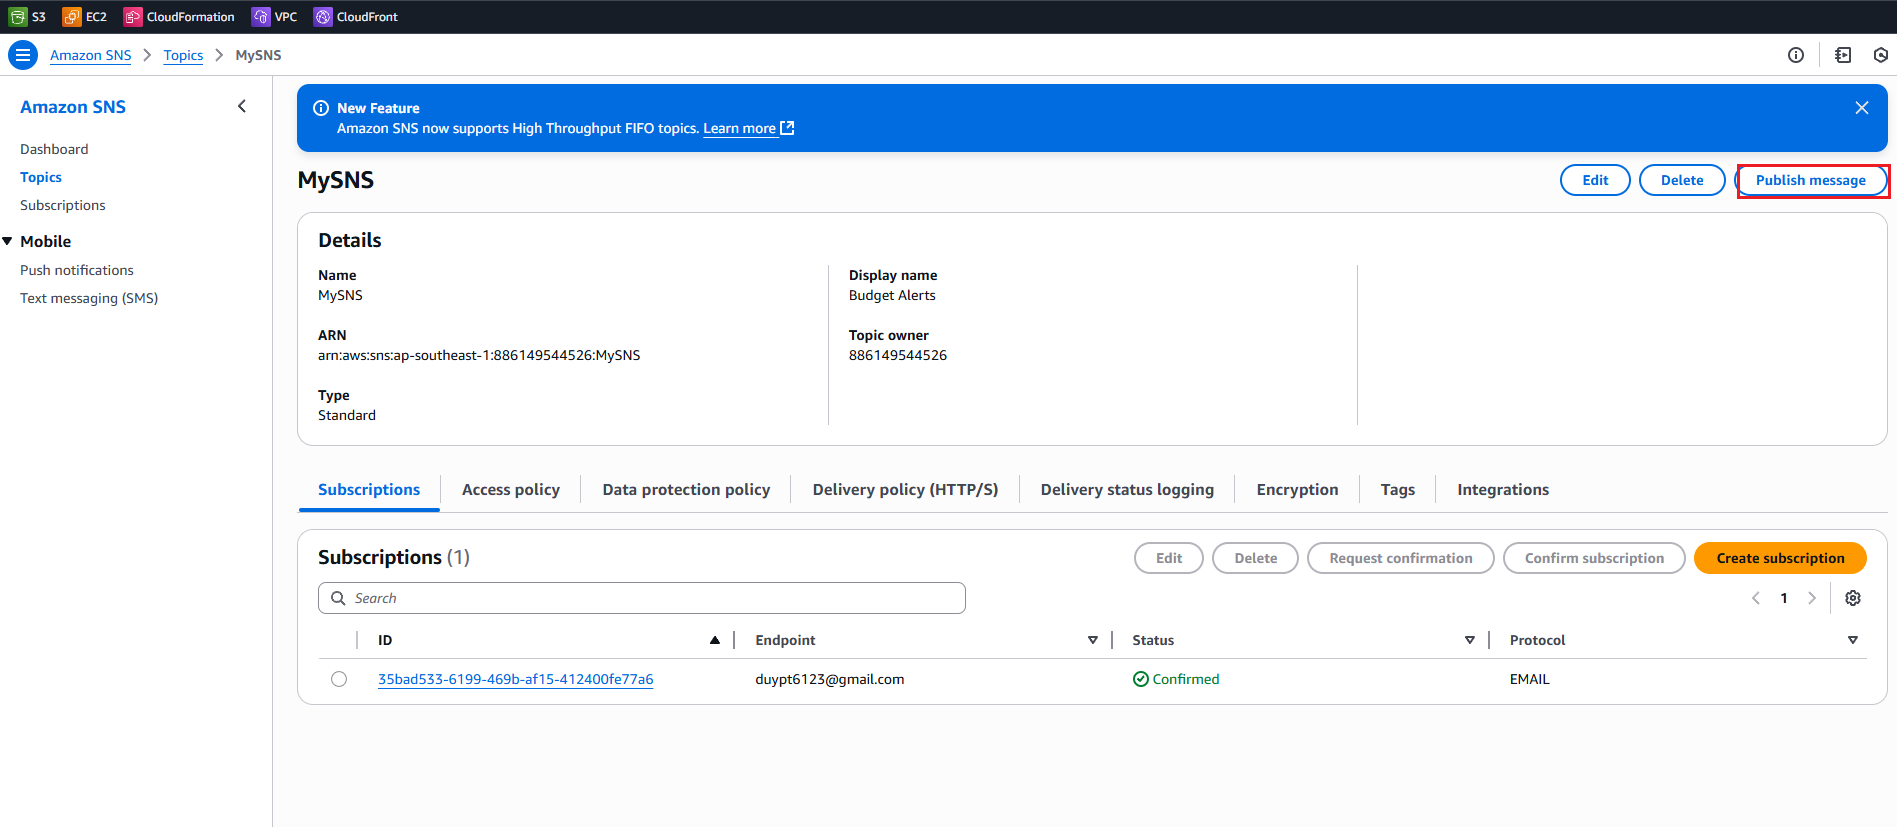 S3 EC2 CloudFormation VPC CloudFront
Amazon SNS Topics MySNS
Amazon SNS
Dashboard
Topics
Subscriptions
Mobile
Push notifications
Text messaging (SMS)
New Feature
Amazon SNS now supports High Throughput FIFO topics. Learn more
MySNS
Edit Delete Publish message
Details
Name
MySNS
ARN
arn:aws:sns:ap-southeast-1:886149544526:MySNS
Type
Standard
Display name
Budget Alerts
Topic owner
886149544526
Subscriptions Access policy Data protection policy Delivery policy (HTTP/S) Delivery status logging Encryption Tags Integrations
Subscriptions (1)
Edit Delete Request confirmation Confirm subscription Create subscription
Search
1
ID Endpoint Status Protocol
35bad533-6199-469b-af15-412400fe77a6 duypt6123@gmail.com Confirmed EMAIL